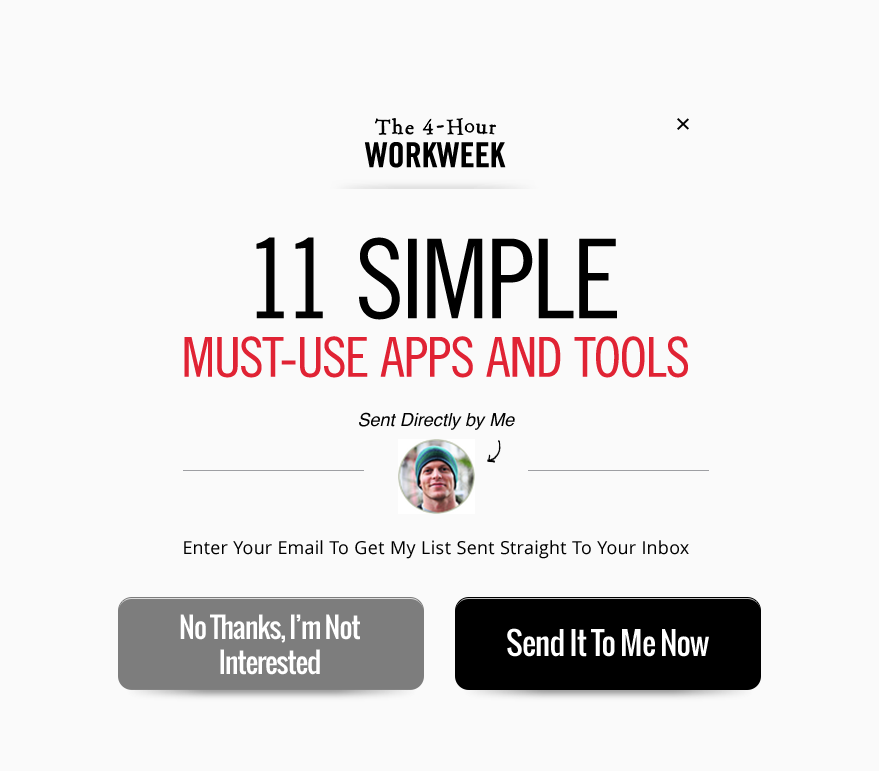 The 4-Hour
WORKWEEK
11 SIMPLE
MUST-USE APPS AND TOOLS
Sent Directly by Me
Enter Your Email To Get My List Sent Straight To Your Inbox
No Thanks, I’m Not
Interested
Send It To Me Now